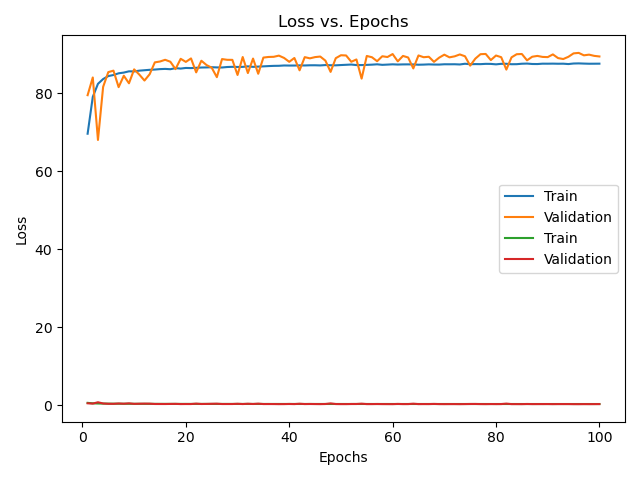 Loss vs. Epochs
Loss
80
60
40
20
0
Train
Validation
Train
Validation
0 20 40 60 80 100
Epochs